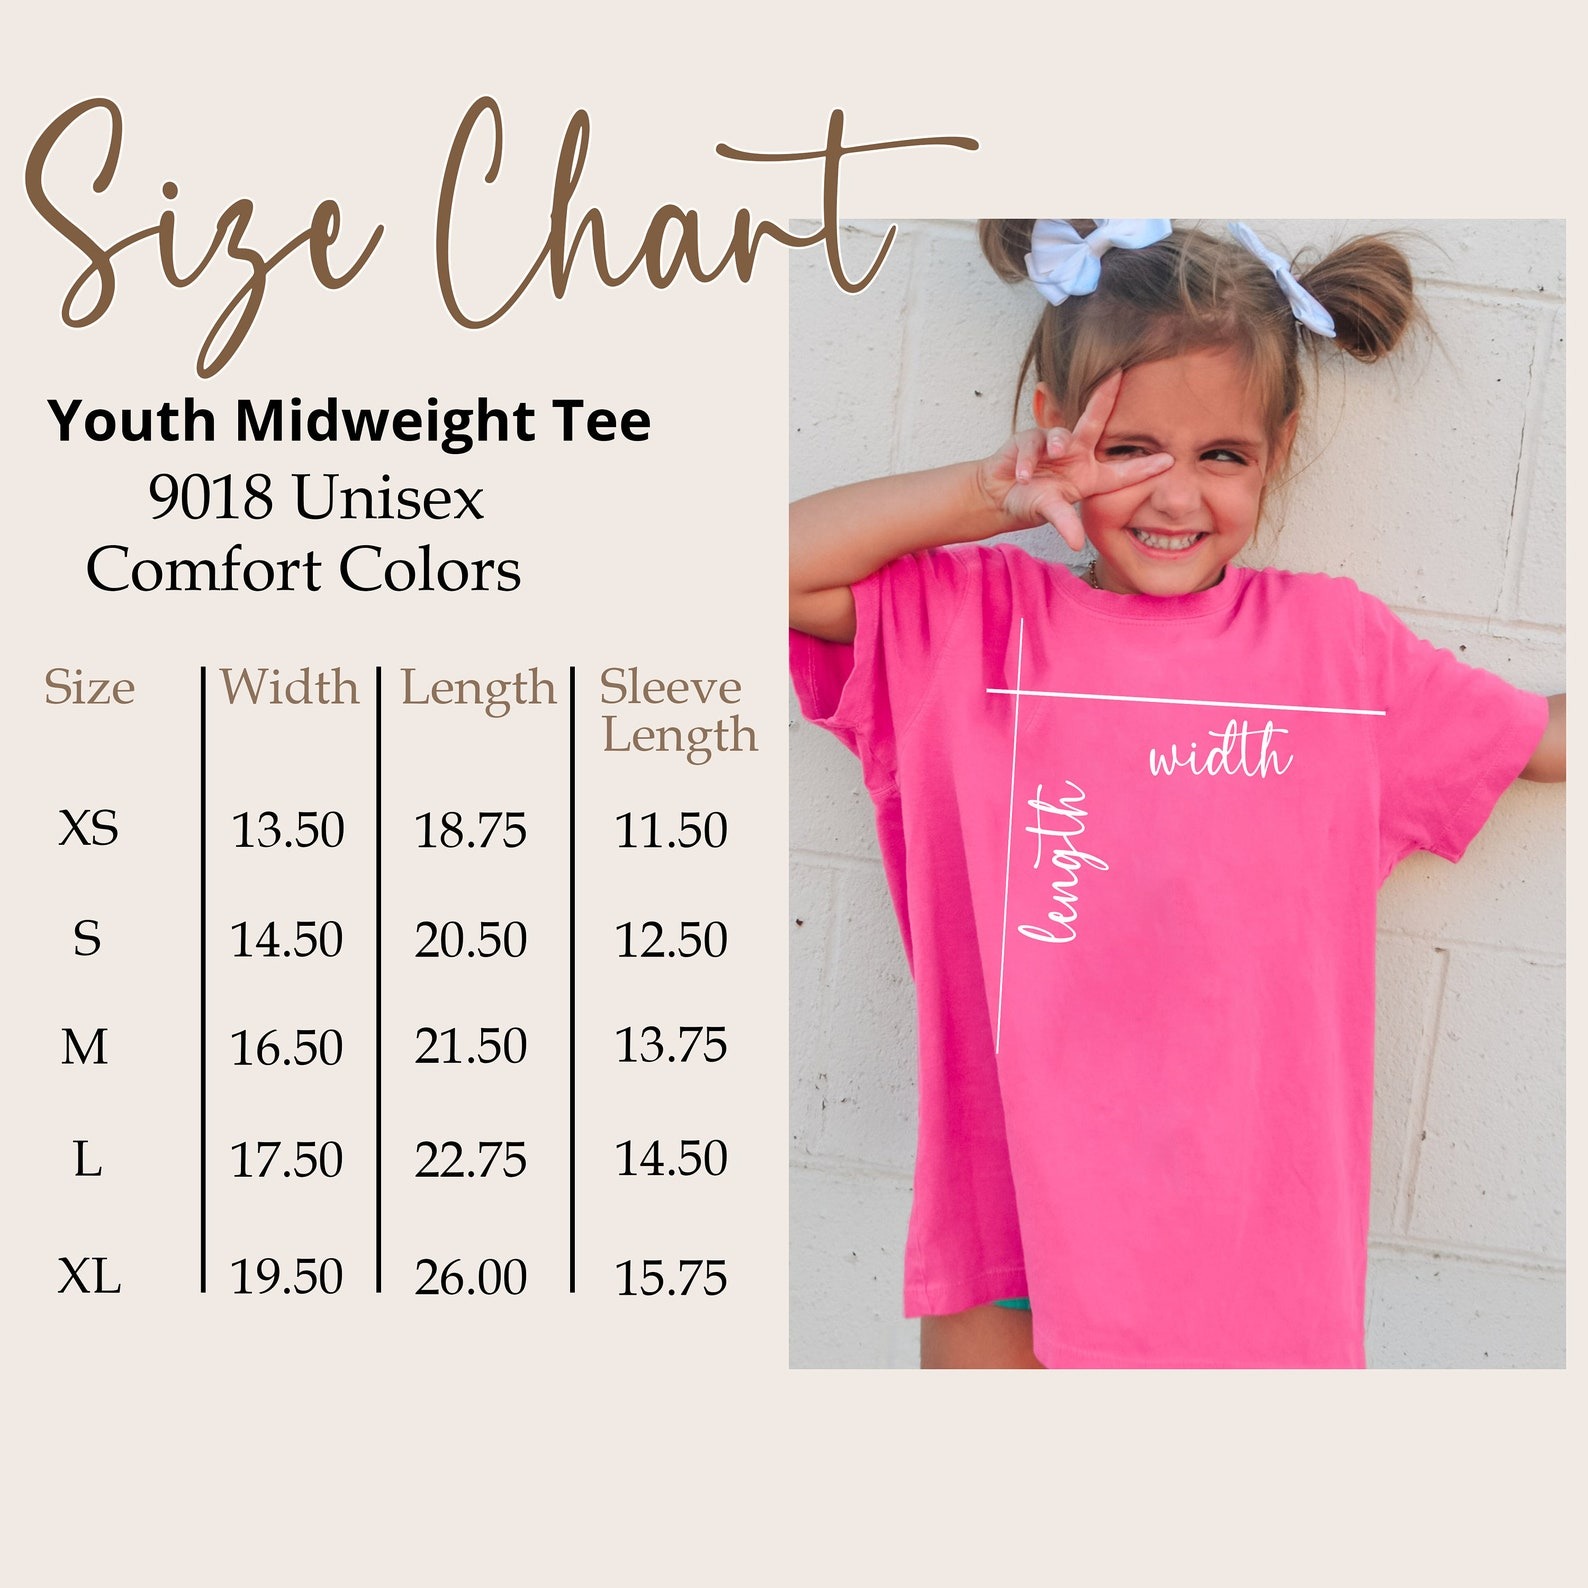 Size Chart
Youth Midweight Tee
9018 Unisex
Comfort Colors
Size Width Length Sleeve Length
XS 13.50 18.75 11.50
S 14.50 20.50 12.50
M 16.50 21.50 13.75
L 17.50 22.75 14.50
XL 19.50 26.00 15.75
width
length